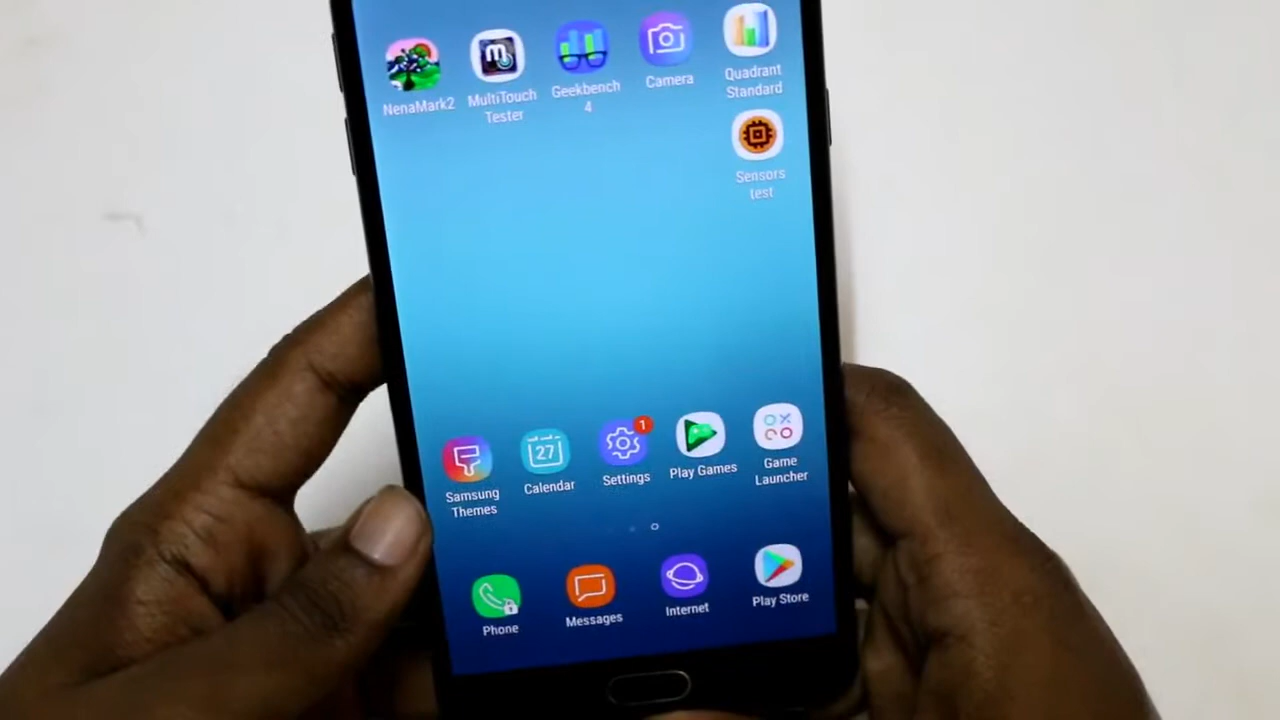 NenaMark2
MultiTouch
Tester
Geekbench
4
Camera
Quadrant
Standard
Sensors
test
Samsung
Themes
27
Calendar
1
Settings
Play Games
Game
Launcher
Phone
Messages
Internet
Play Store